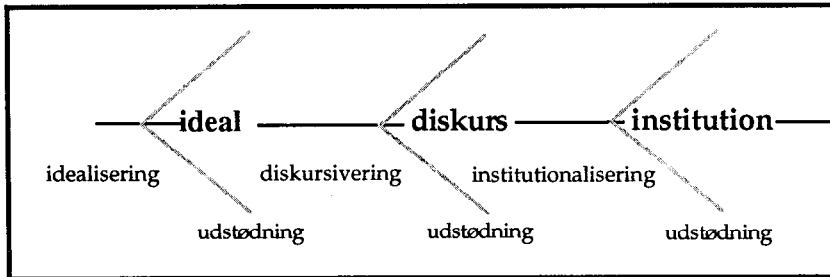 ideal diskurs institution
idealisering diskursivering institutionalisering
udstødning udstødning udstødning